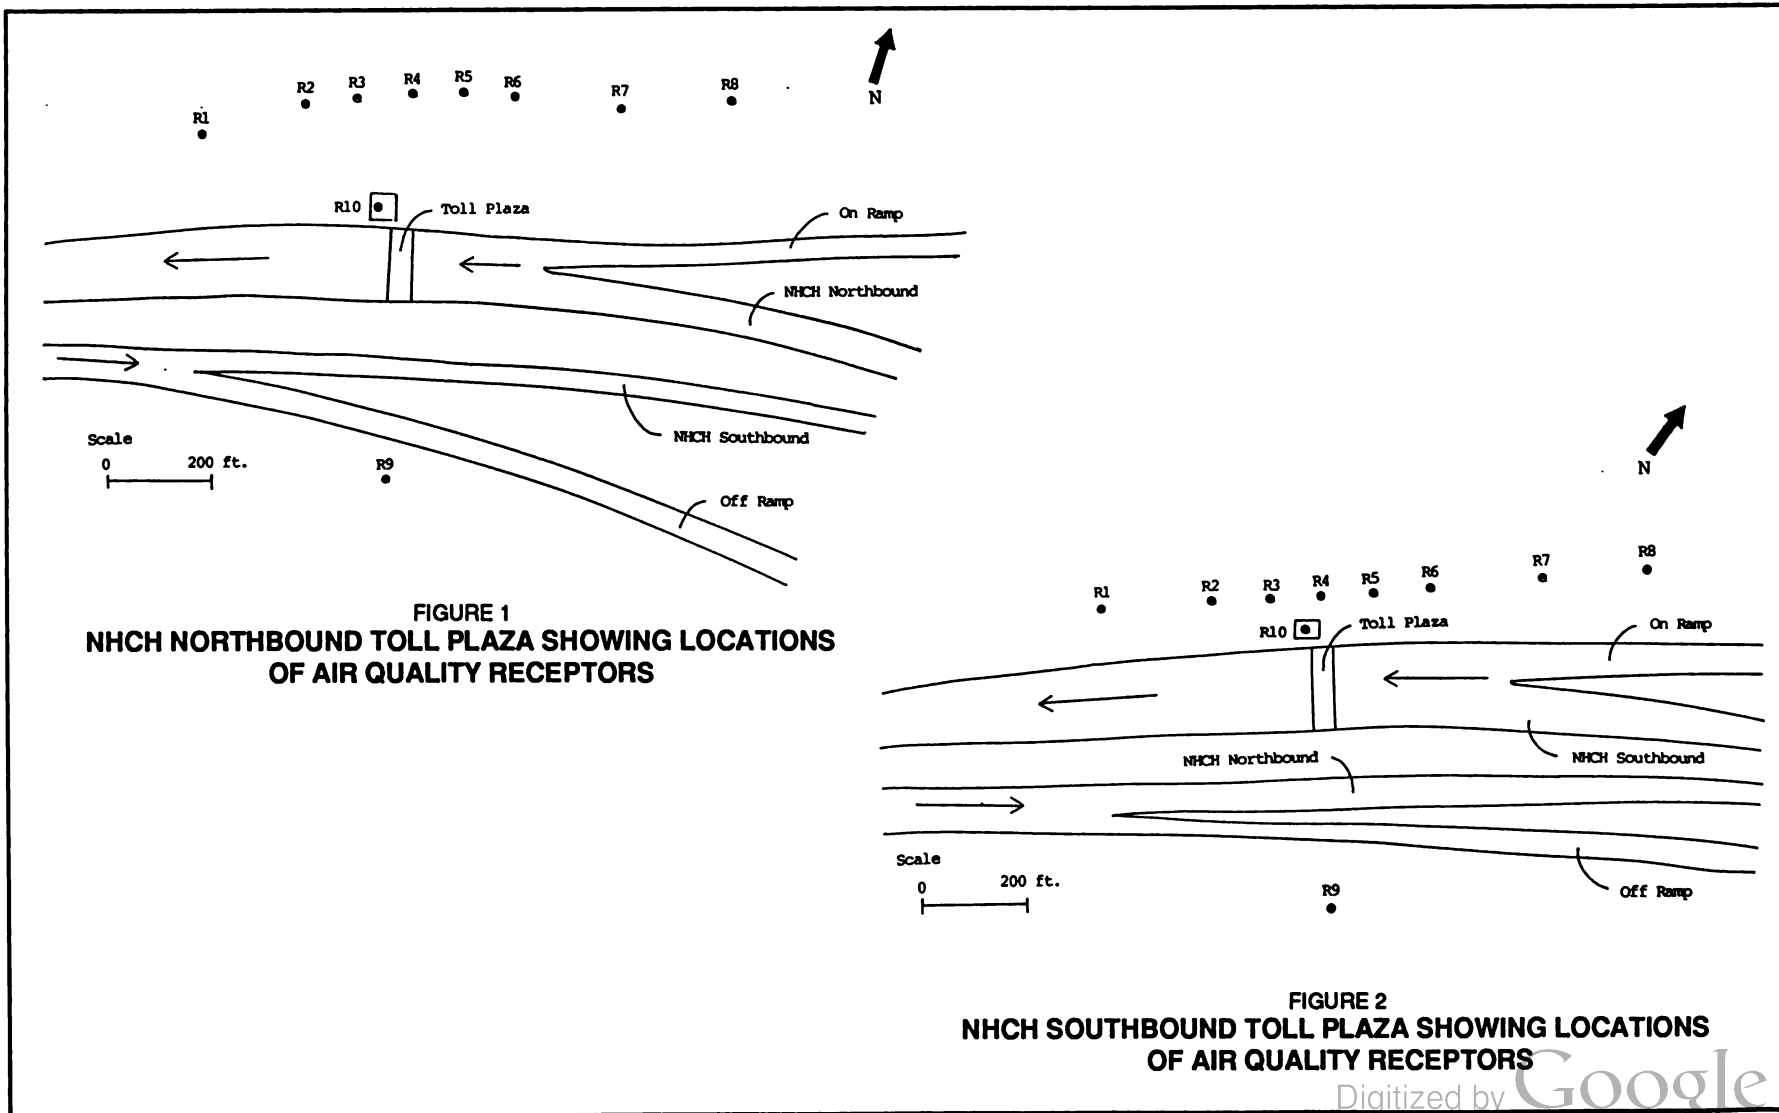 N
R1
R2
R3
R4
R5
R6
R7
R8
R10
Toll Plaza
On Ramp
NHCH Northbound
NHCH Southbound
Scale
0 200 ft.
R9
Off Ramp
FIGURE 1
NHCH NORTHBOUND TOLL PLAZA SHOWING LOCATIONS
OF AIR QUALITY RECEPTORS
N
R1
R2
R3
R4
R5
R6
R7
R8
R10
Toll Plaza
On Ramp
NHCH Northbound
NHCH Southbound
Scale
0 200 ft.
R9
Off Ramp
FIGURE 2
NHCH SOUTHBOUND TOLL PLAZA SHOWING LOCATIONS
OF AIR QUALITY RECEPTORS
Digitized by Google